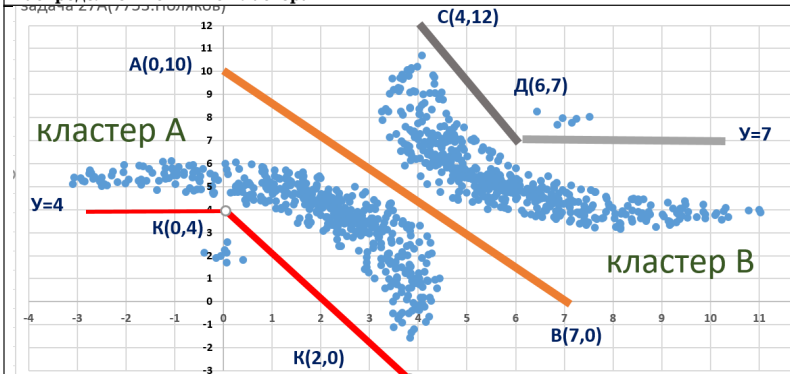 задача 27А(7755.Поляков)
С(4,12)
А(0,10)
Д(6,7)
кластер А
У=7
У=4
К(0,4)
кластер В
В(7,0)
К(2,0)
12
11
10
9
8
7
6
5
4
3
2
1
0
-1
-2
-3
-4 -3 -2 -1 0 1 2 3 4 5 6 7 8 9 10 11